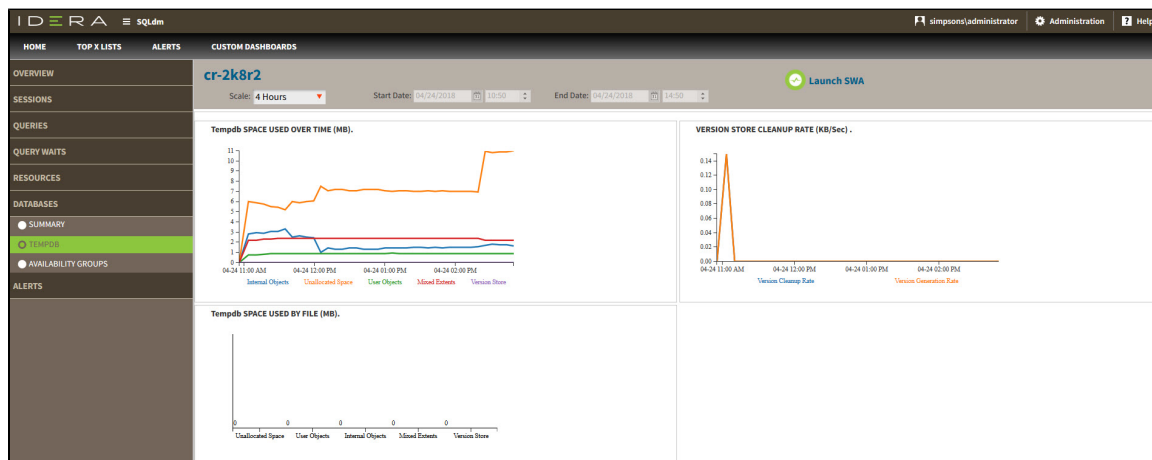 IDERA ≡ SQLdm
simpsons\administrator Administration ? Help
HOME TOP X LISTS ALERTS CUSTOM DASHBOARDS
OVERVIEW
SESSIONS
QUERIES
QUERY WAITS
RESOURCES
DATABASES
SUMMARY
TEMPDB
AVAILABILITY GROUPS
ALERTS
cr-2k8r2
Launch SWA
Scale: 4 Hours Start Date: 04/24/2018 10:50 End Date: 04/24/2018 14:50
Tempdb SPACE USED OVER TIME (MB).
11
10
9
8
7
6
5
4
3
2
1
0
04-24 11:00 AM 04-24 12:00 PM 04-24 01:00 PM 04-24 02:00 PM
Internal Objects Unallocated Space User Objects Mixed Extents Version Store
VERSION STORE CLEANUP RATE (KB/Sec) .
0.14
0.12
0.10
0.08
0.06
0.04
0.02
0.00
04-24 11:00 AM 04-24 12:00 PM 04-24 01:00 PM 04-24 02:00 PM
Version Cleanup Rate Version Generation Rate
Tempdb SPACE USED BY FILE (MB).
0 0 0 0 0
Unallocated Space User Objects Internal Objects Mixed Extents Version Store